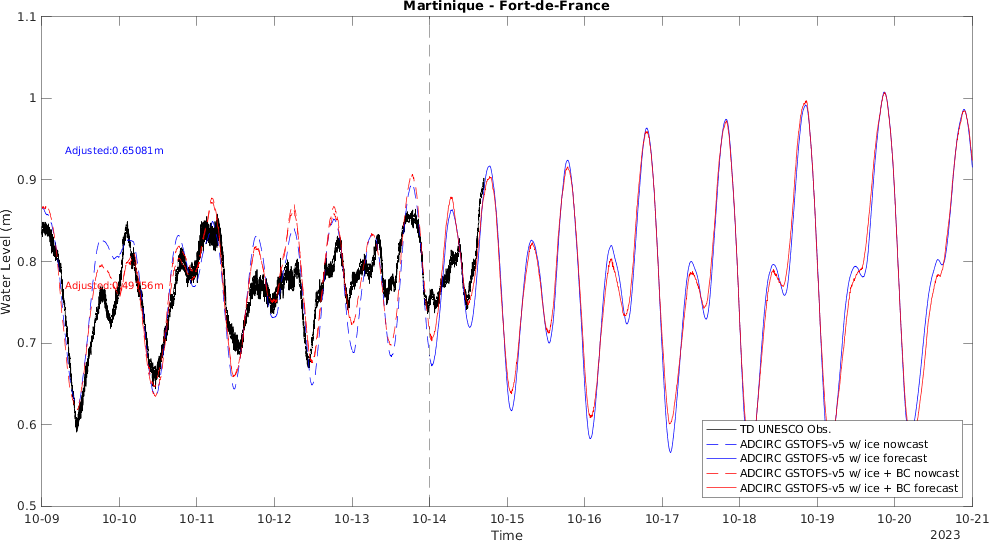 Martinique - Fort-de-France
1.1
1
0.9
0.8
0.7
0.6
0.5
Water Level (m)
Adjusted:0.65081m
10-09
10-10
10-11
10-12
10-13
10-14
10-15
10-16
10-17
10-18
10-19
10-20
10-21
Time
2023
TD UNESCO Obs.
ADCIRC GSTOFS-v5 w/ ice nowcast
ADCIRC GSTOFS-v5 w/ ice forecast
ADCIRC GSTOFS-v5 w/ ice + BC nowcast
ADCIRC GSTOFS-v5 w/ ice + BC forecast